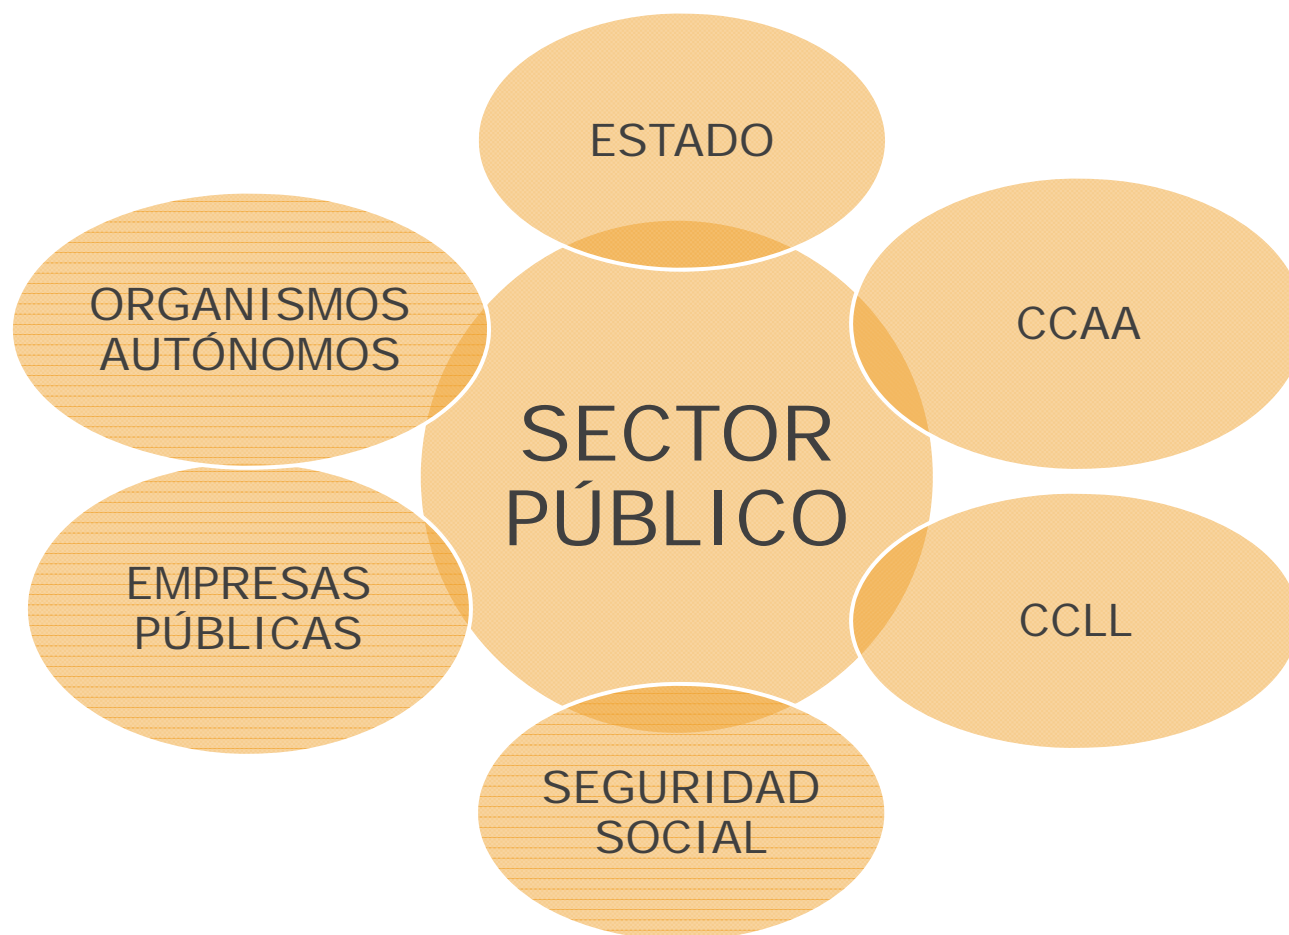 ESTADO
ORGANISMOS
AUTÓNOMOS
CCAA
SECTOR
PÚBLICO
EMPRESAS
PÚBLICAS
CCLL
SEGURIDAD
SOCIAL